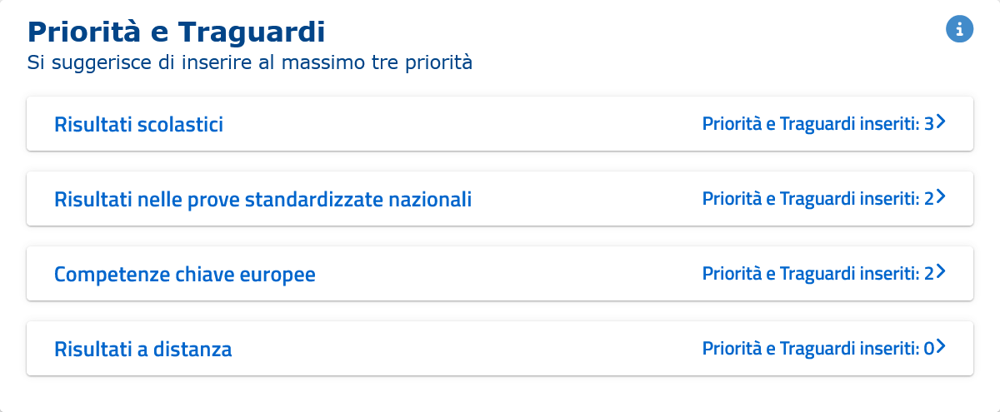 Priorità e Traguardi
Si suggerisce di inserire al massimo tre priorità
Risultati scolastici Priorità e Traguardi inseriti: 3
Risultati nelle prove standardizzate nazionali Priorità e Traguardi inseriti: 2
Competenze chiave europee Priorità e Traguardi inseriti: 2
Risultati a distanza Priorità e Traguardi inseriti: 0